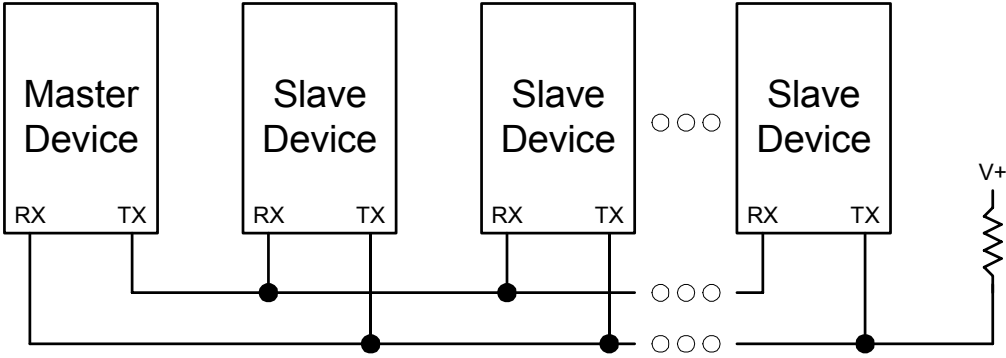 Master
Device
Slave
Device
Slave
Device
Slave
Device
V+
RX TX
RX TX
RX TX
RX TX